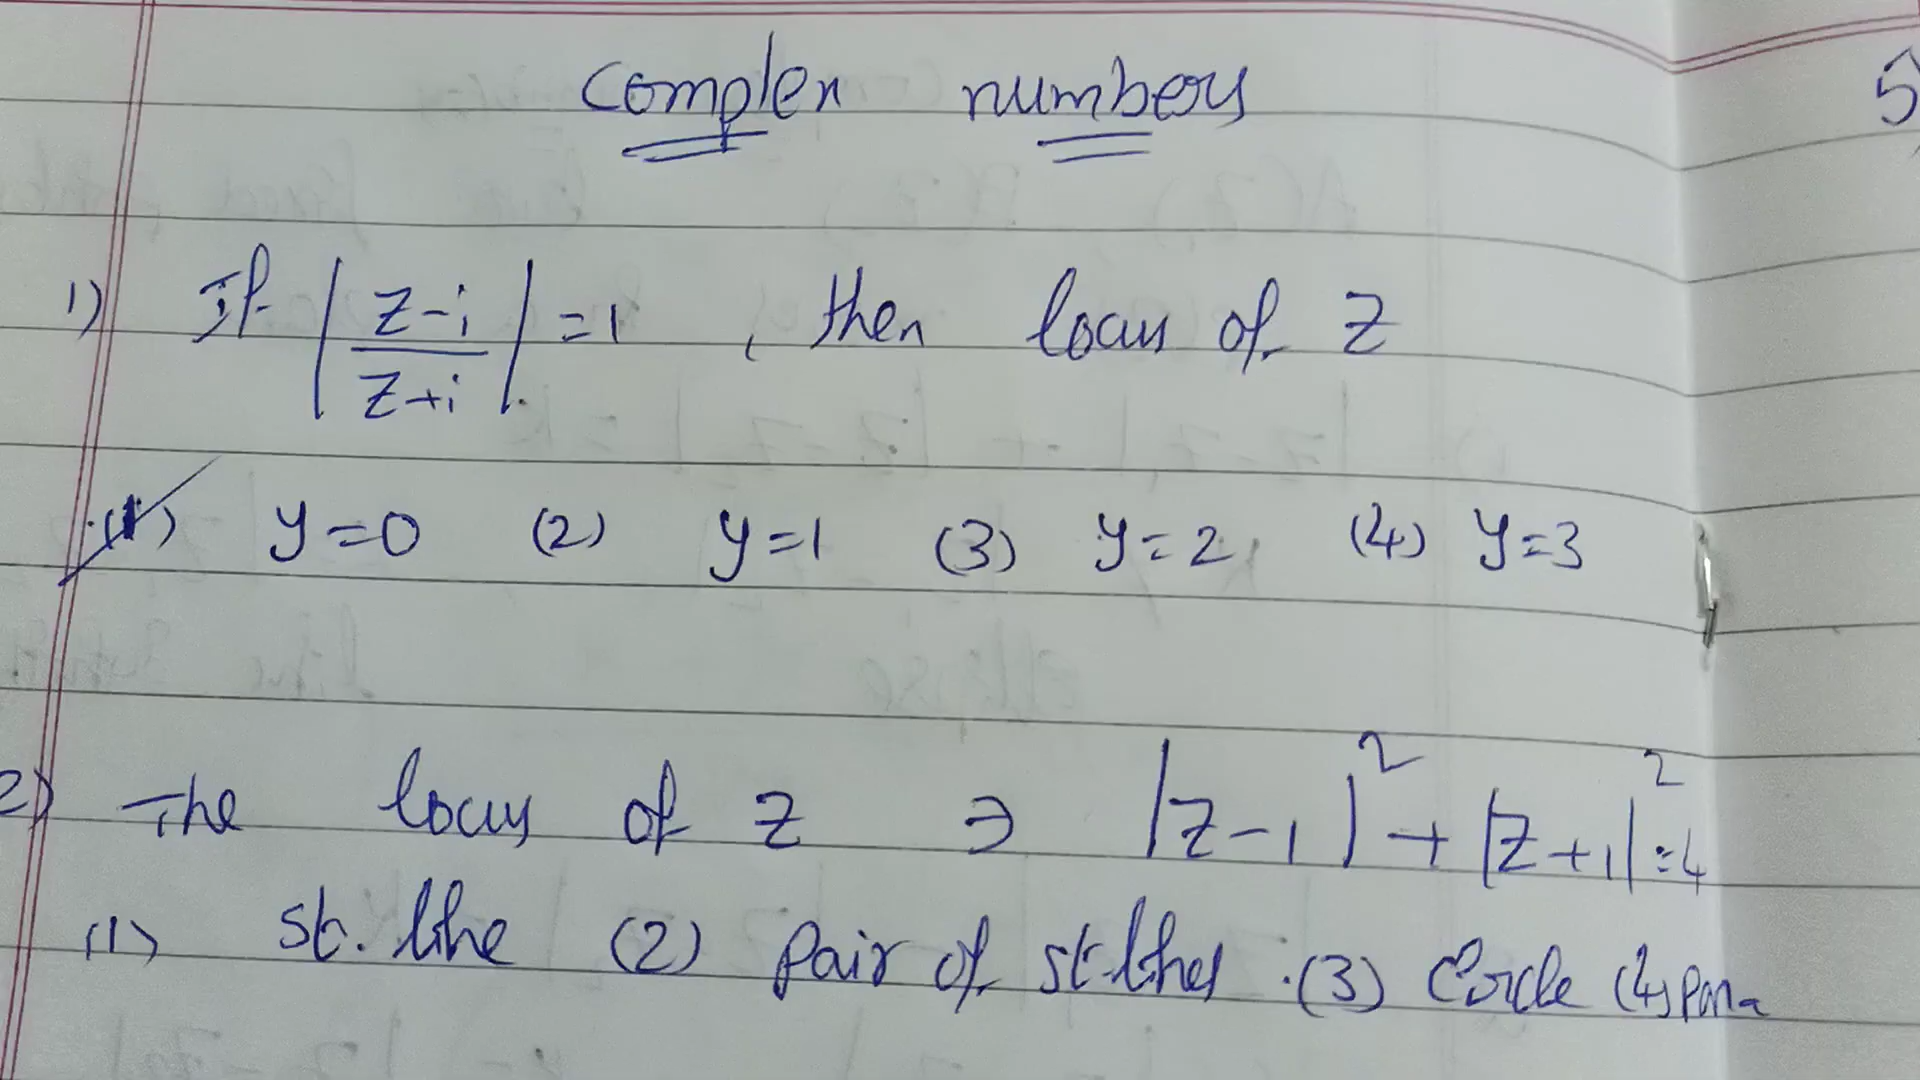 Complex numbers
5)
1) If |z-i/z+i| = 1, then locus of z
(1) y=0 (2) y=1 (3) y=2 (4) y=3
2) The locus of z ∋ |z-1|² + |z+1|² = 4
(1) st. line (2) pair of st. lines (3) Circle (4) para